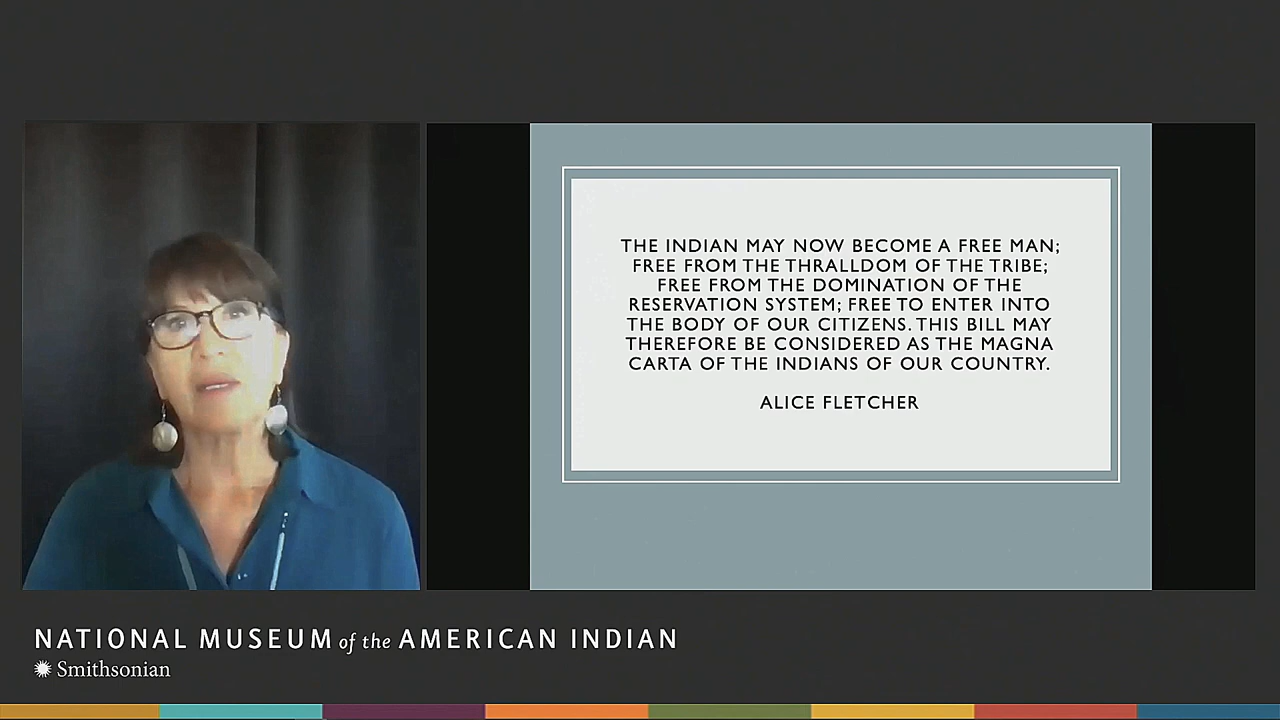 THE INDIAN MAY NOW BECOME A FREE MAN;
FREE FROM THE THRALLDOM OF THE TRIBE;
FREE FROM THE DOMINATION OF THE
RESERVATION SYSTEM; FREE TO ENTER INTO
THE BODY OF OUR CITIZENS. THIS BILL MAY
THEREFORE BE CONSIDERED AS THE MAGNA
CARTA OF THE INDIANS OF OUR COUNTRY.
ALICE FLETCHER
NATIONAL MUSEUM of the AMERICAN INDIAN
Smithsonian